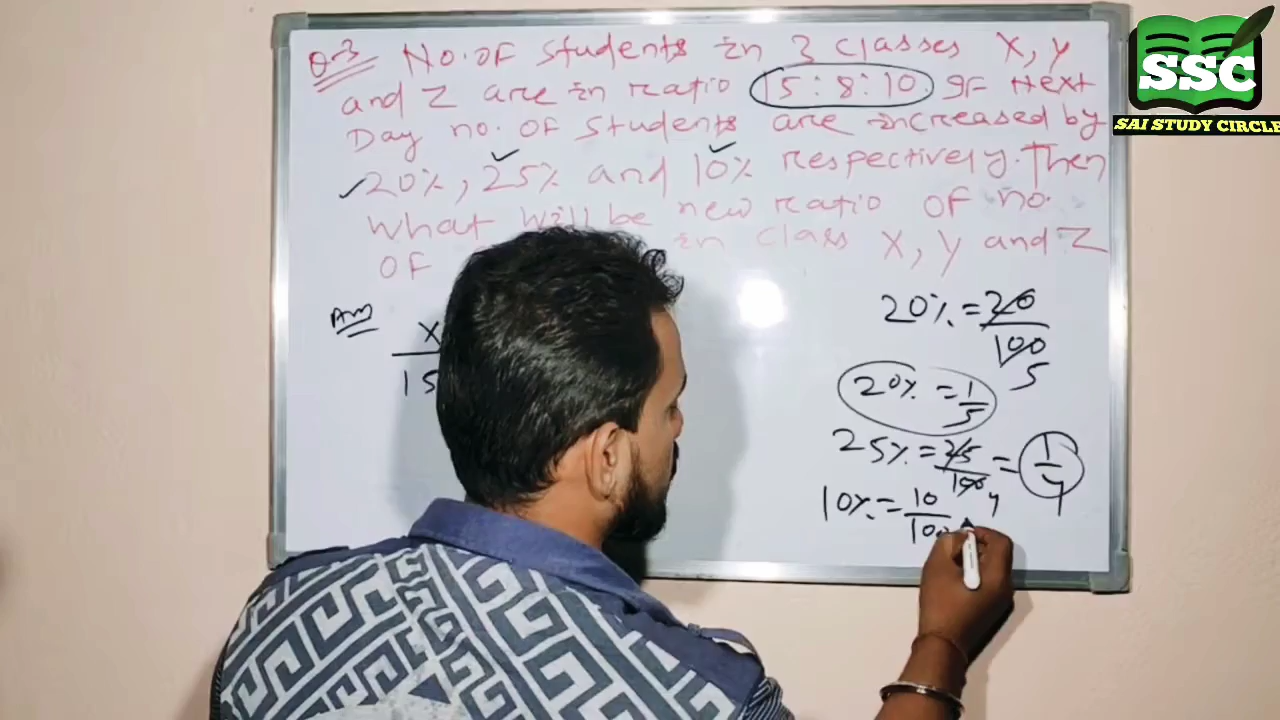 Q.3 No. OF Students in 3 classes X, Y
and Z are in ratio 15:8:10. If Next
Day no. of Students are increased by
20%, 25% and 10% respectively. Then
what will be new ratio OF no.
OF in class X, Y and Z
Ans
X
15
20% = 20/100
5
20% = 1/5
25% = 25/100 = 1/4
4
10% = 10/100
SSC
SAI STUDY CIRCLE